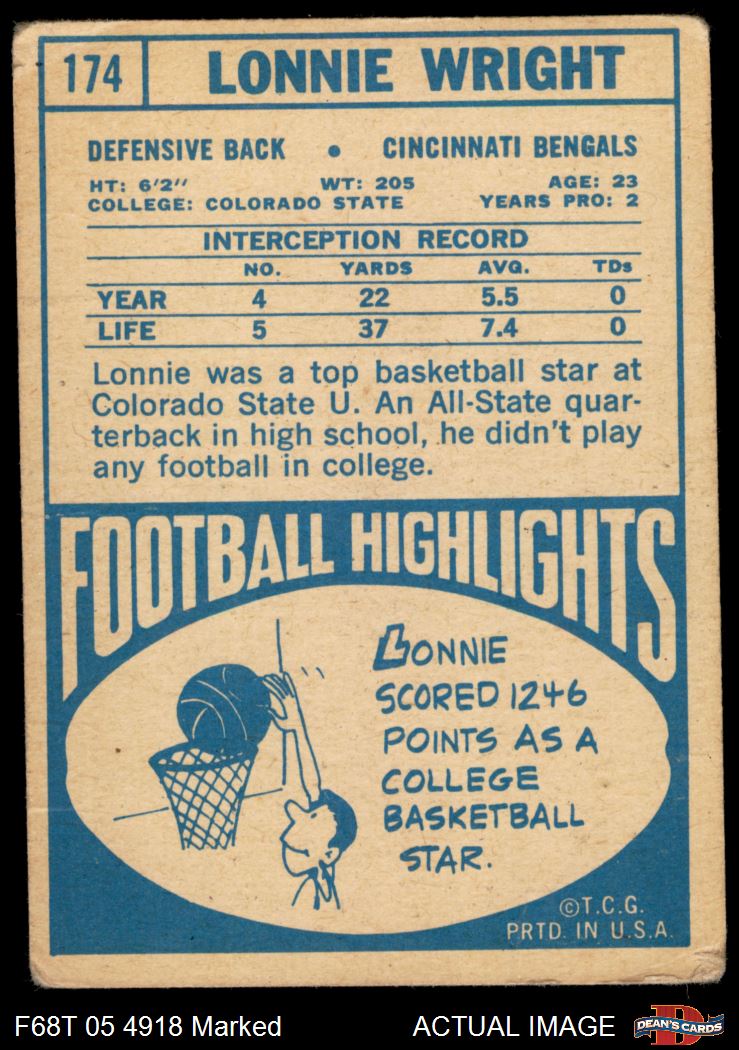 174 LONNIE WRIGHT
DEFENSIVE BACK • CINCINNATI BENGALS
HT: 6'2" WT: 205 AGE: 23
COLLEGE: COLORADO STATE YEARS PRO: 2
INTERCEPTION RECORD
NO. YARDS AVG. TDs
YEAR 4 22 5.5 0
LIFE 5 37 7.4 0
Lonnie was a top basketball star at
Colorado State U. An All-State quar-
terback in high school, he didn't play
any football in college.
FOOTBALL HIGHLIGHTS
LONNIE
SCORED 1246
POINTS AS A
COLLEGE
BASKETBALL
STAR.
©T.C.G.
PRTD. IN U.S.A.
F68T 05 4918 Marked ACTUAL IMAGE
D
DEAN'S CARDS